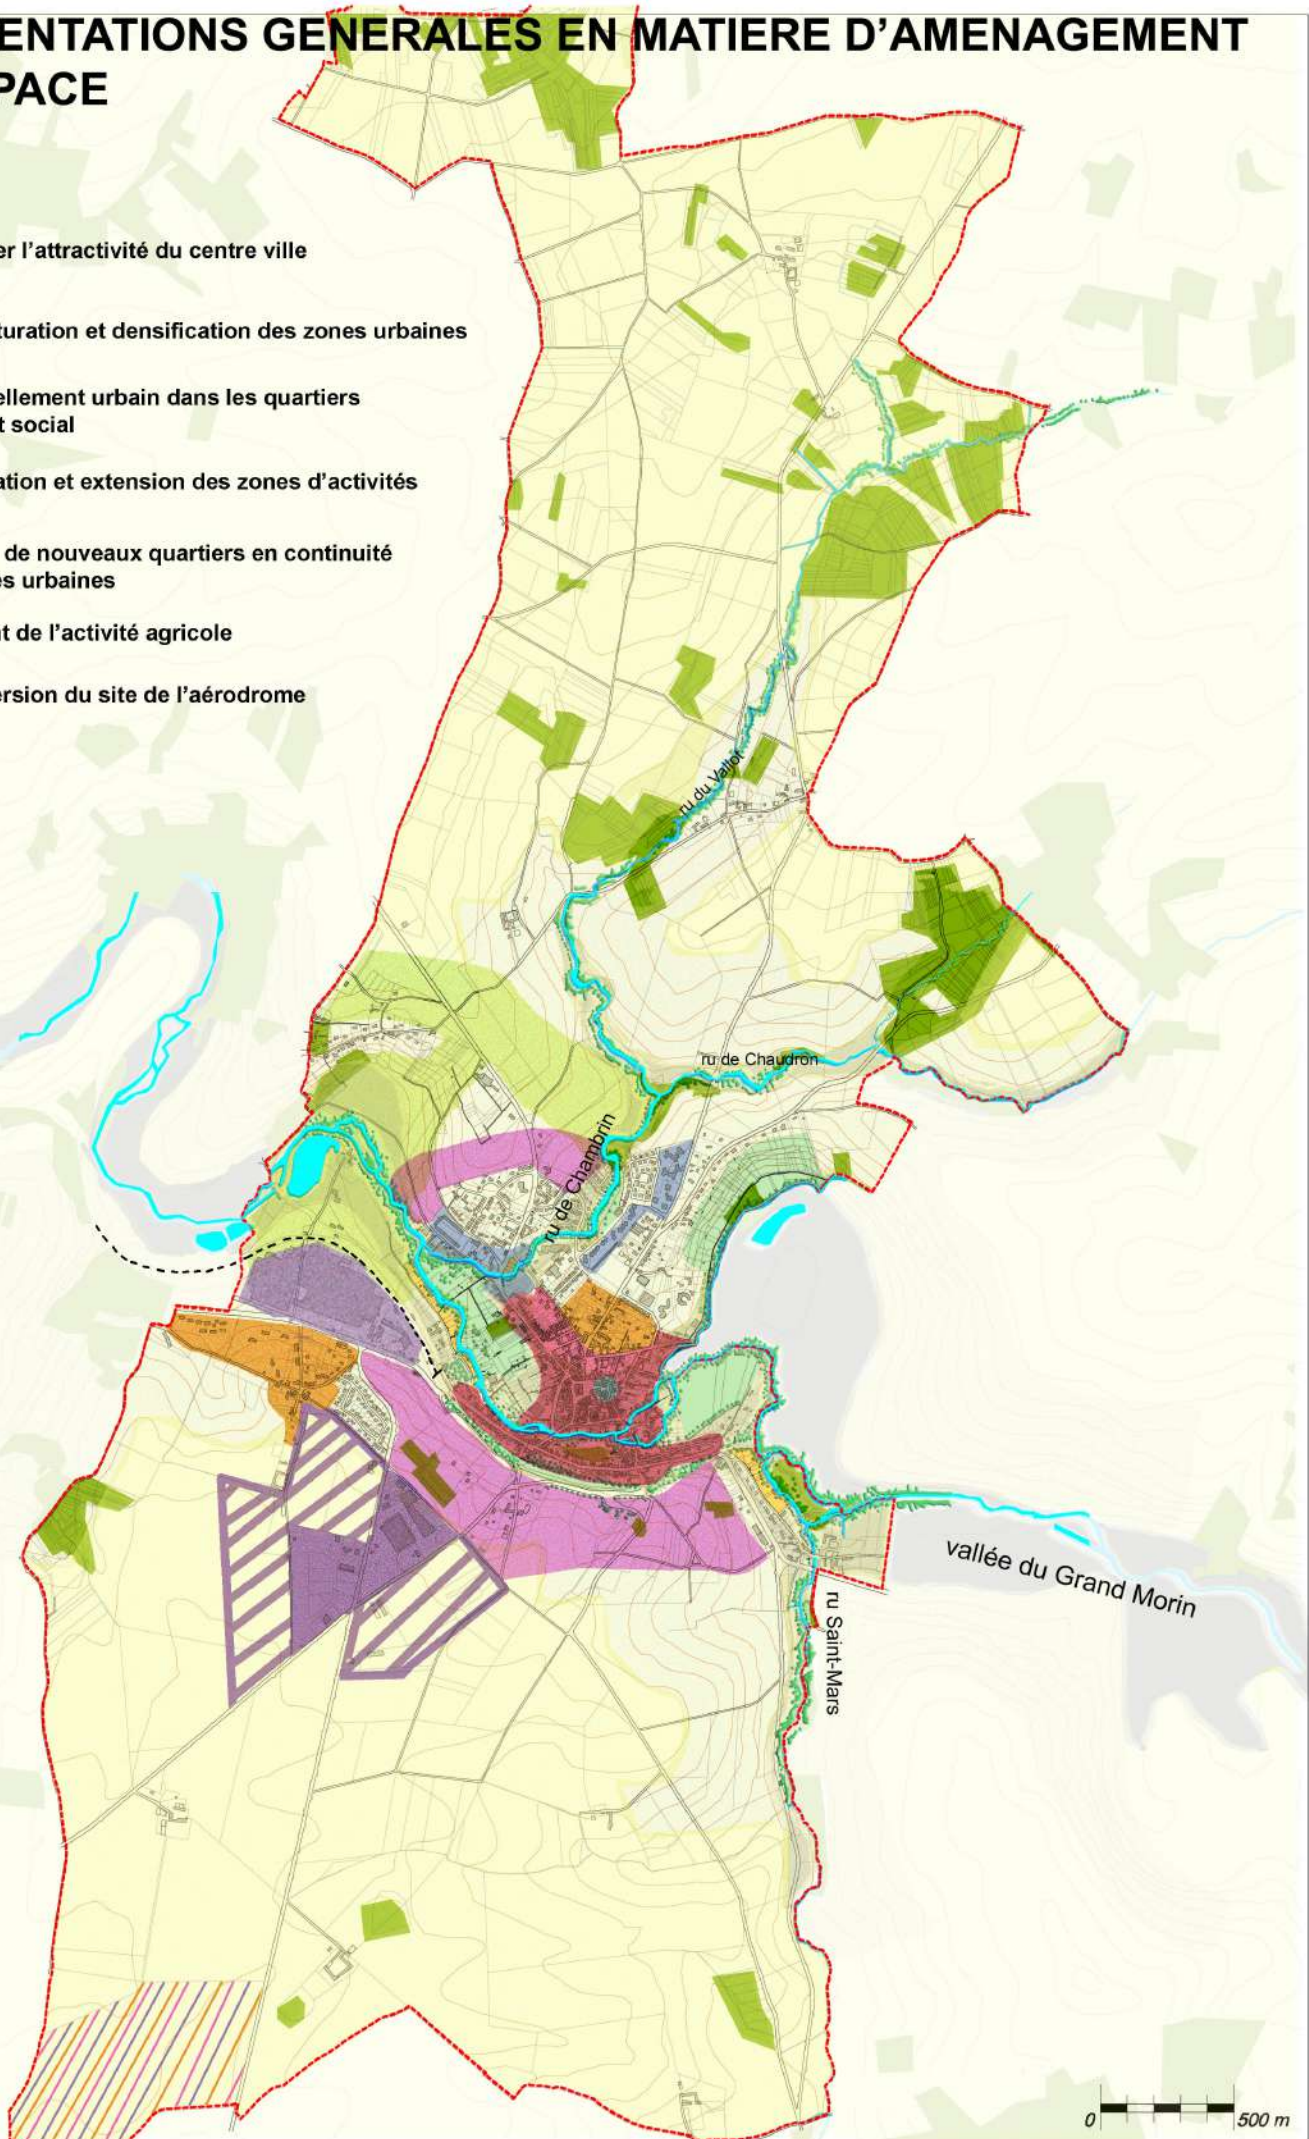 ENTATIONS GENERALES EN MATIERE D'AMENAGEMENT
PACE
er l'attractivité du centre ville
turation et densification des zones urbaines
ellement urbain dans les quartiers
t social
ation et extension des zones d'activités
de nouveaux quartiers en continuité
es urbaines
t de l'activité agricole
ersion du site de l'aérodrome
ru du Vallot
ru de Chaudron
ru de Chambrin
vallée du Grand Morin
ru Saint-Mars
0 500 m